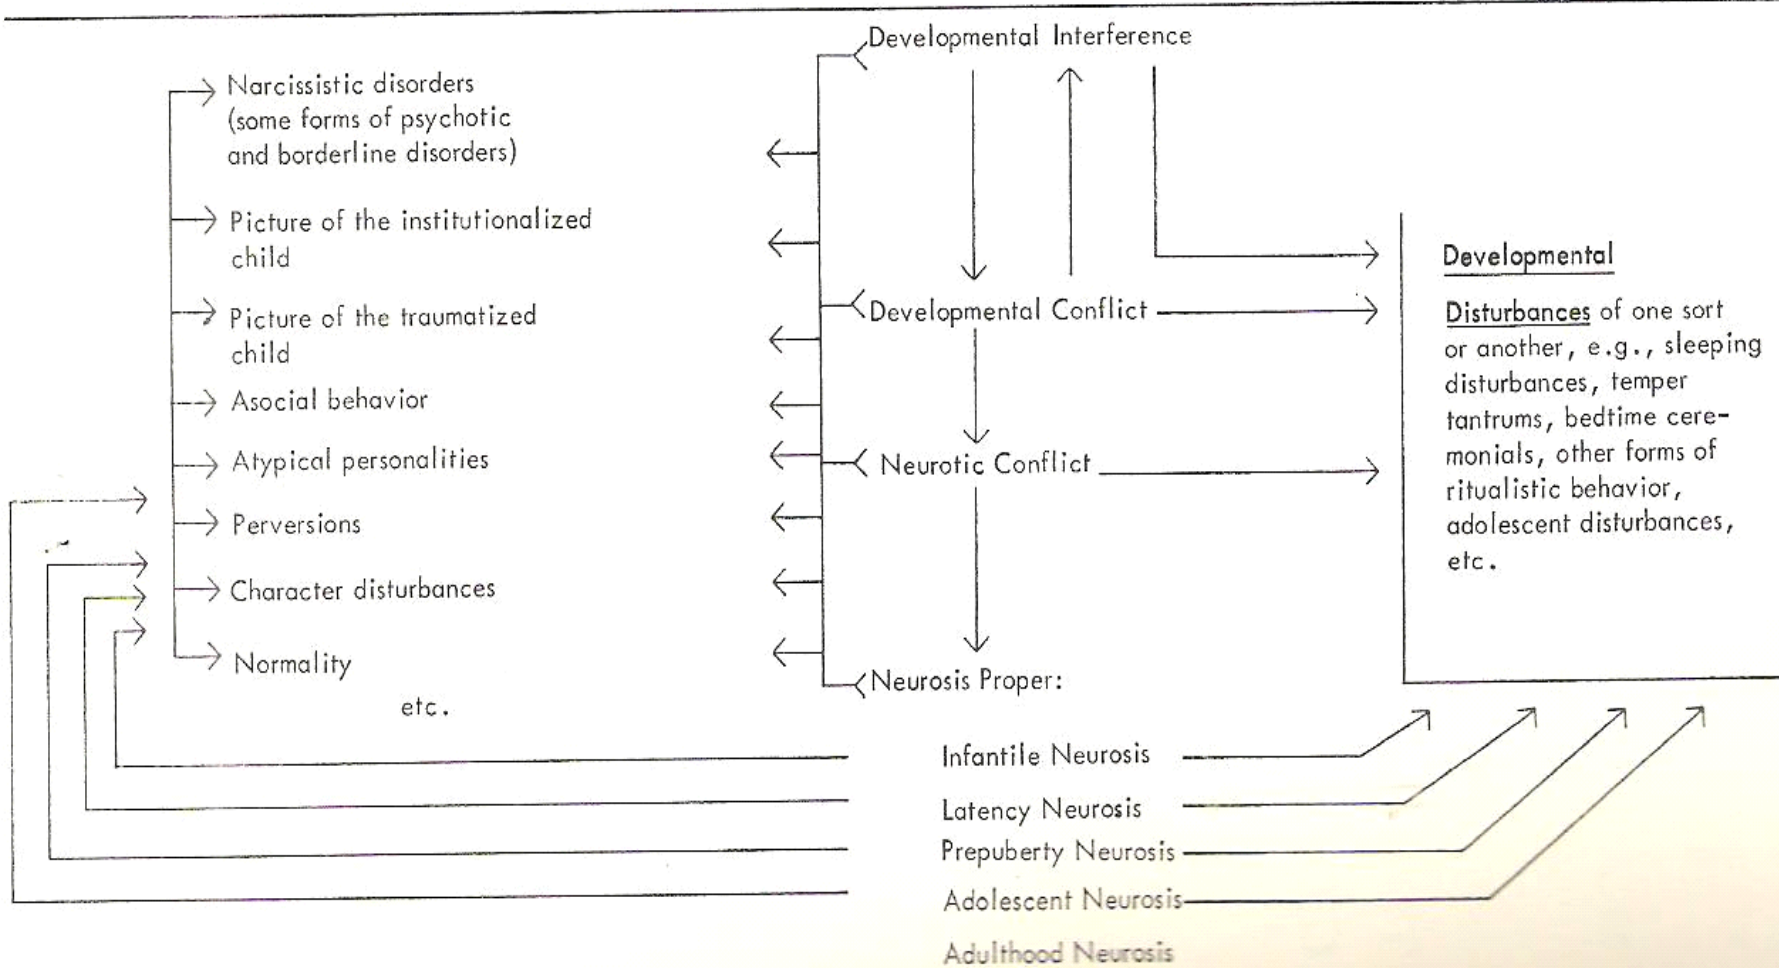 Developmental Interference
Narcissistic disorders
(some forms of psychotic
and borderline disorders)
Picture of the institutionalized
child
Picture of the traumatized
child
Asocial behavior
Atypical personalities
Perversions
Character disturbances
Normality
etc.
Developmental Conflict
Neurotic Conflict
Neurosis Proper:
Infantile Neurosis
Latency Neurosis
Prepuberty Neurosis
Adolescent Neurosis
Adulthood Neurosis
Developmental
Disturbances of one sort
or another, e.g., sleeping
disturbances, temper
tantrums, bedtime cere-
monials, other forms of
ritualistic behavior,
adolescent disturbances,
etc.